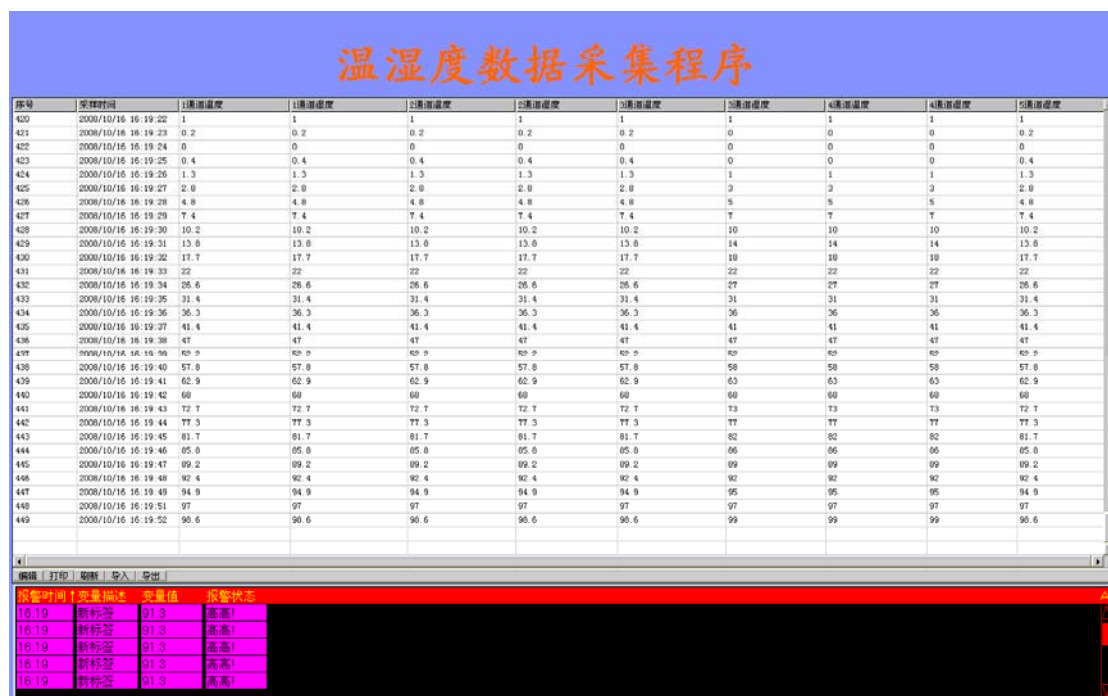 温湿度数据采集程序
序号 采样时间 1通道温度 1通道湿度 2通道温度 2通道湿度 3通道温度 3通道湿度 4通道温度 4通道湿度 5通道温度
420 2008/10/16 16:19:22 1 1 1 1 1 1 1 1 1
421 2008/10/16 16:19:23 0.2 0.2 0.2 0.2 0.2 0 0 0 0.2
422 2008/10/16 16:19:24 0 0 0 0 0 0 0 0 0
423 2008/10/16 16:19:25 0.4 0.4 0.4 0.4 0.4 0 0 0 0.4
424 2008/10/16 16:19:26 1.3 1.3 1.3 1.3 1.3 1 1 1 1.3
425 2008/10/16 16:19:27 2.8 2.8 2.8 2.8 2.8 3 3 3 2.8
426 2008/10/16 16:19:28 4.8 4.8 4.8 4.8 4.8 5 5 5 4.8
427 2008/10/16 16:19:29 7.4 7.4 7.4 7.4 7.4 7 7 7 7.4
428 2008/10/16 16:19:30 10.2 10.2 10.2 10.2 10.2 10 10 10 10.2
429 2008/10/16 16:19:31 13.8 13.8 13.8 13.8 13.8 14 14 14 13.8
430 2008/10/16 16:19:32 17.7 17.7 17.7 17.7 17.7 18 18 18 17.7
431 2008/10/16 16:19:33 22 22 22 22 22 22 22 22 22
432 2008/10/16 16:19:34 26.6 26.6 26.6 26.6 26.6 27 27 27 26.6
433 2008/10/16 16:19:35 31.4 31.4 31.4 31.4 31.4 31 31 31 31.4
434 2008/10/16 16:19:36 36.3 36.3 36.3 36.3 36.3 36 36 36 36.3
435 2008/10/16 16:19:37 41.4 41.4 41.4 41.4 41.4 41 41 41 41.4
436 2008/10/16 16:19:38 47 47 47 47 47 47 47 47 47
437 2008/10/16 16:19:39 52.2 52.2 52.2 52.2 52.2 52 52 52 52.2
438 2008/10/16 16:19:40 57.8 57.8 57.8 57.8 57.8 58 58 58 57.8
439 2008/10/16 16:19:41 62.9 62.9 62.9 62.9 62.9 63 63 63 62.9
440 2008/10/16 16:19:42 68 68 68 68 68 68 68 68 68
441 2008/10/16 16:19:43 72.7 72.7 72.7 72.7 72.7 73 73 73 72.7
442 2008/10/16 16:19:44 77.3 77.3 77.3 77.3 77.3 77 77 77 77.3
443 2008/10/16 16:19:45 81.7 81.7 81.7 81.7 81.7 82 82 82 81.7
444 2008/10/16 16:19:46 85.8 85.8 85.8 85.8 85.8 86 86 86 85.8
445 2008/10/16 16:19:47 89.2 89.2 89.2 89.2 89.2 89 89 89 89.2
446 2008/10/16 16:19:48 92.4 92.4 92.4 92.4 92.4 92 92 92 92.4
447 2008/10/16 16:19:49 94.9 94.9 94.9 94.9 94.9 95 95 95 94.9
448 2008/10/16 16:19:51 97 97 97 97 97 97 97 97 97
449 2008/10/16 16:19:52 98.6 98.6 98.6 98.6 98.6 99 99 99 98.6
编辑 打印 刷新 导入 导出
报警时间↑ 变量描述 变量值 报警状态
16:19 新标签 91.3 高高!
16:19 新标签 91.3 高高!
16:19 新标签 91.3 高高!
16:19 新标签 91.3 高高!
16:19 新标签 91.3 高高!